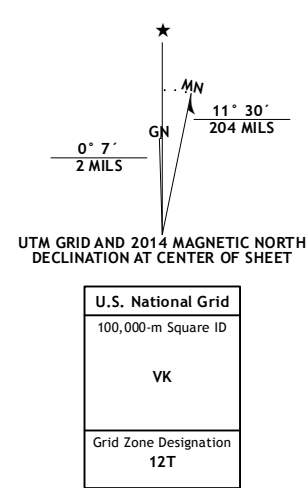 ★
MN
GN
11° 30´
204 MILS
0° 7´
2 MILS
UTM GRID AND 2014 MAGNETIC NORTH
DECLINATION AT CENTER OF SHEET
U.S. National Grid
100,000-m Square ID
VK
Grid Zone Designation
12T